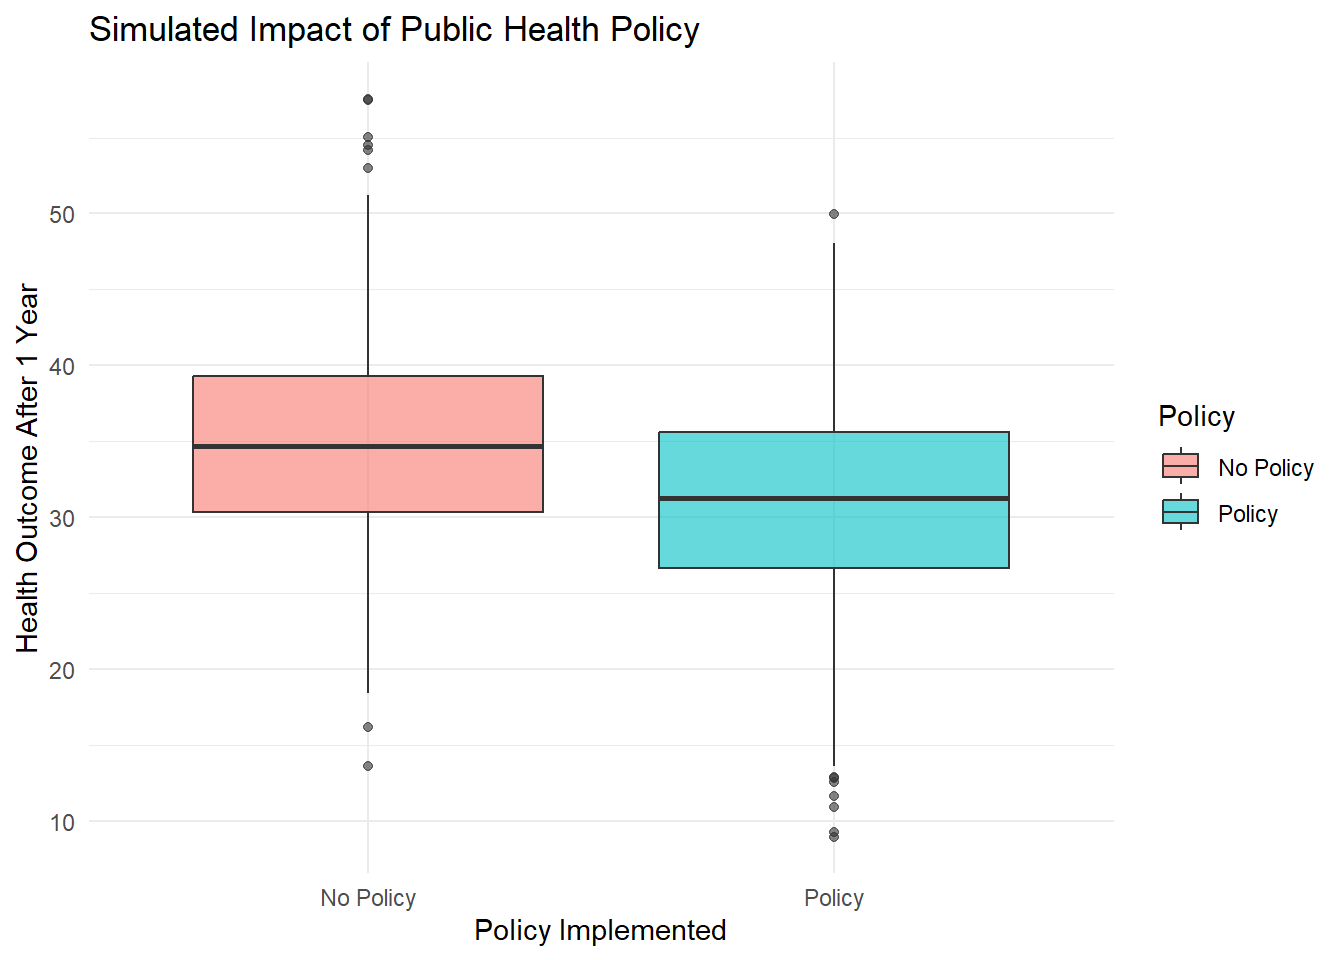 Simulated Impact of Public Health Policy
Health Outcome After 1 Year
50
40
30
20
10
No Policy
Policy
Policy Implemented
Policy
No Policy
Policy